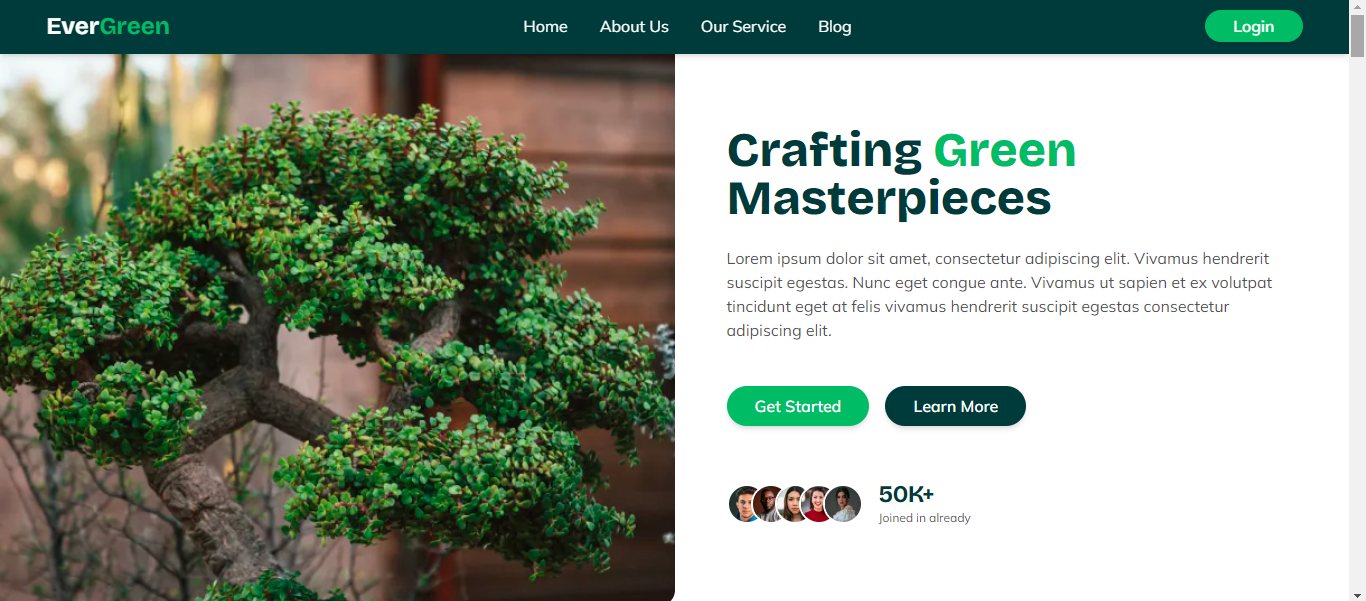 EverGreen
Home
About Us
Our Service
Blog
Login
Crafting Green
Masterpieces
Lorem ipsum dolor sit amet, consectetur adipiscing elit. Vivamus hendrerit
suscipit egestas. Nunc eget congue ante. Vivamus ut sapien et ex volutpat
tincidunt eget at felis vivamus hendrerit suscipit egestas consectetur
adipiscing elit.
Get Started
Learn More
50K+
Joined in already